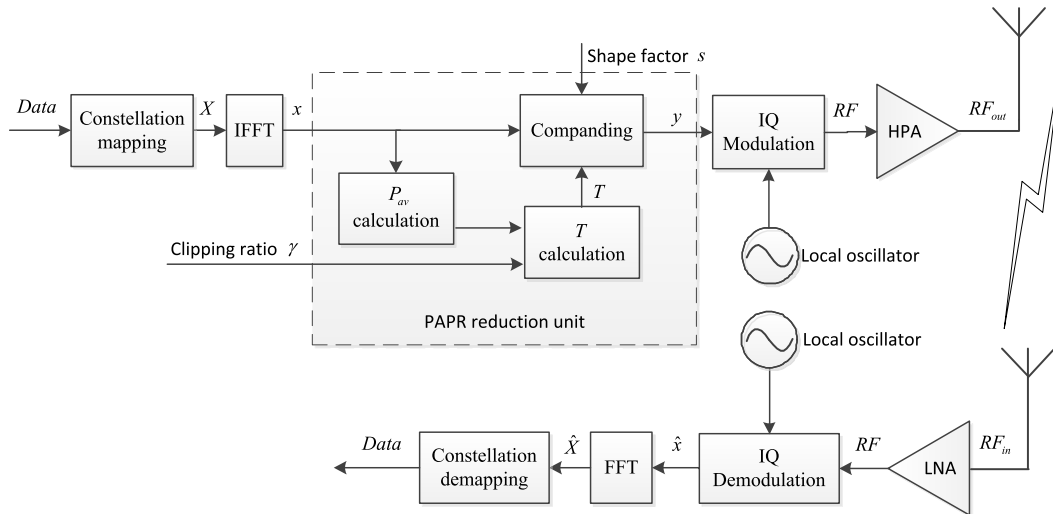 Shape factor s
Data
Constellation
mapping
X
IFFT
x
Companding
y
IQ
Modulation
RF
HPA
RF_out
P_av
calculation
T
T
calculation
Clipping ratio γ
Local oscillator
PAPR reduction unit
Local oscillator
Data
Constellation
demapping
X̂
FFT
x̂
IQ
Demodulation
RF
LNA
RF_in